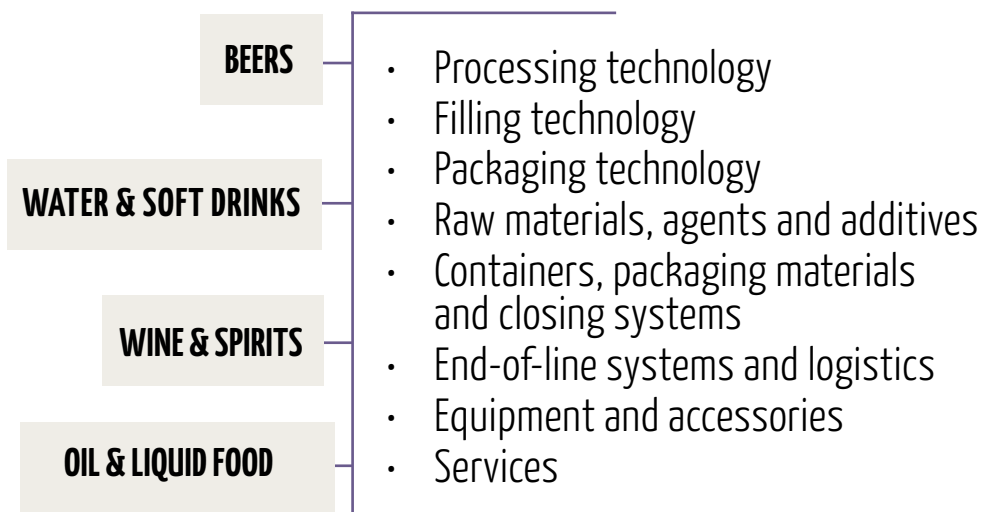 BEERS
WATER & SOFT DRINKS
WINE & SPIRITS
OIL & LIQUID FOOD
· Processing technology
· Filling technology
· Packaging technology
· Raw materials, agents and additives
· Containers, packaging materials
and closing systems
· End-of-line systems and logistics
· Equipment and accessories
· Services